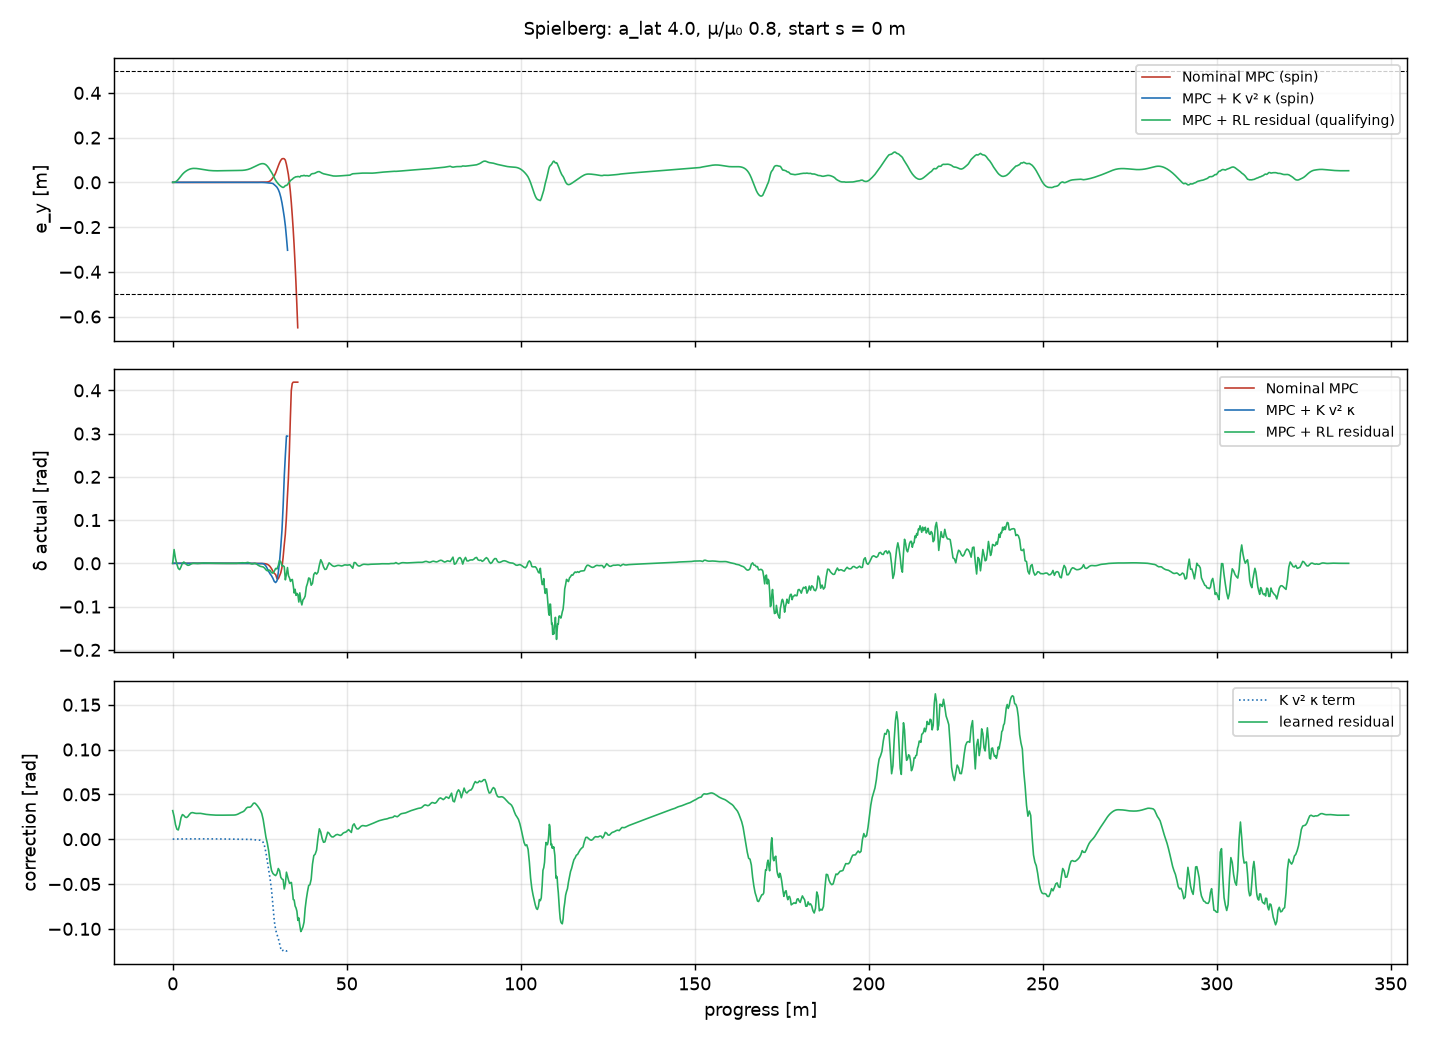 Spielberg: a_lat 4.0, μ/μ₀ 0.8, start s = 0 m
e_y [m]
0.4
0.2
0.0
−0.2
−0.4
−0.6
Nominal MPC (spin)
MPC + K v² κ (spin)
MPC + RL residual (qualifying)
δ actual [rad]
0.4
0.3
0.2
0.1
0.0
−0.1
−0.2
Nominal MPC
MPC + K v² κ
MPC + RL residual
correction [rad]
0.15
0.10
0.05
0.00
−0.05
−0.10
K v² κ term
learned residual
0 50 100 150 200 250 300 350
progress [m]